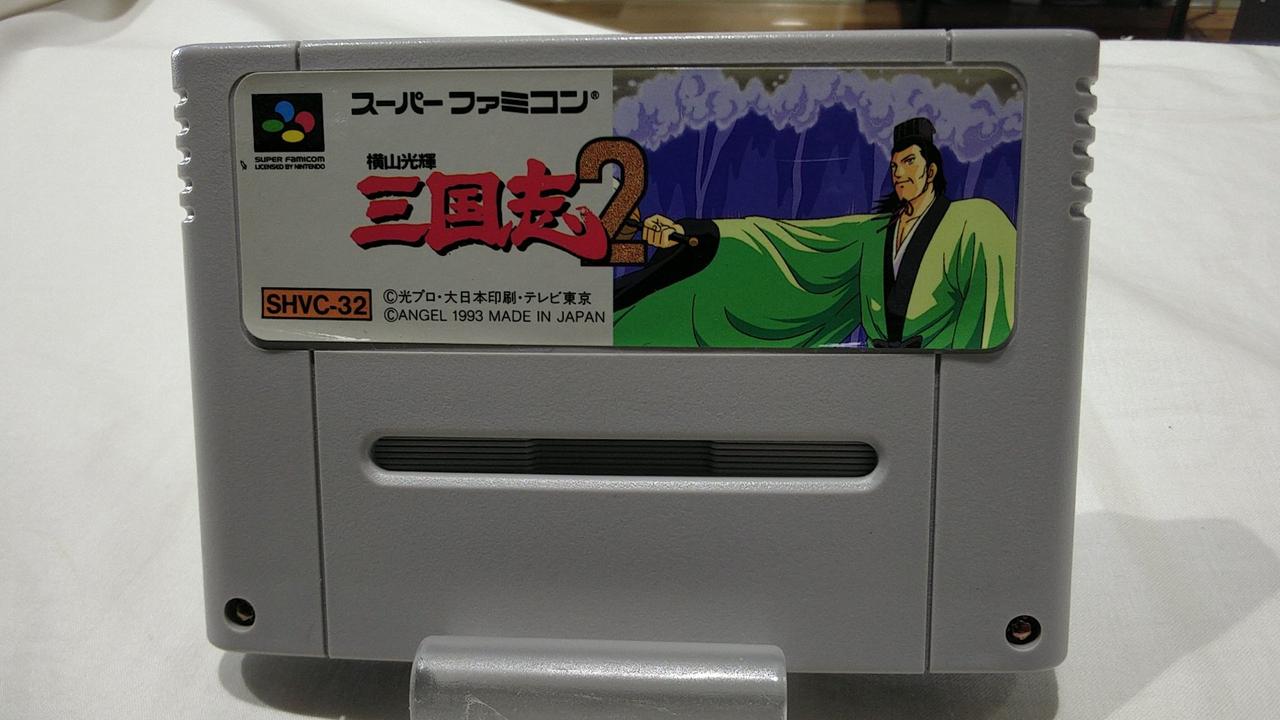 スーパーファミコン®
SUPER FAMICOM
LICENSED BY NINTENDO
横山光輝
三国志2
SHVC-32
©光プロ・大日本印刷・テレビ東京
©ANGEL 1993 MADE IN JAPAN